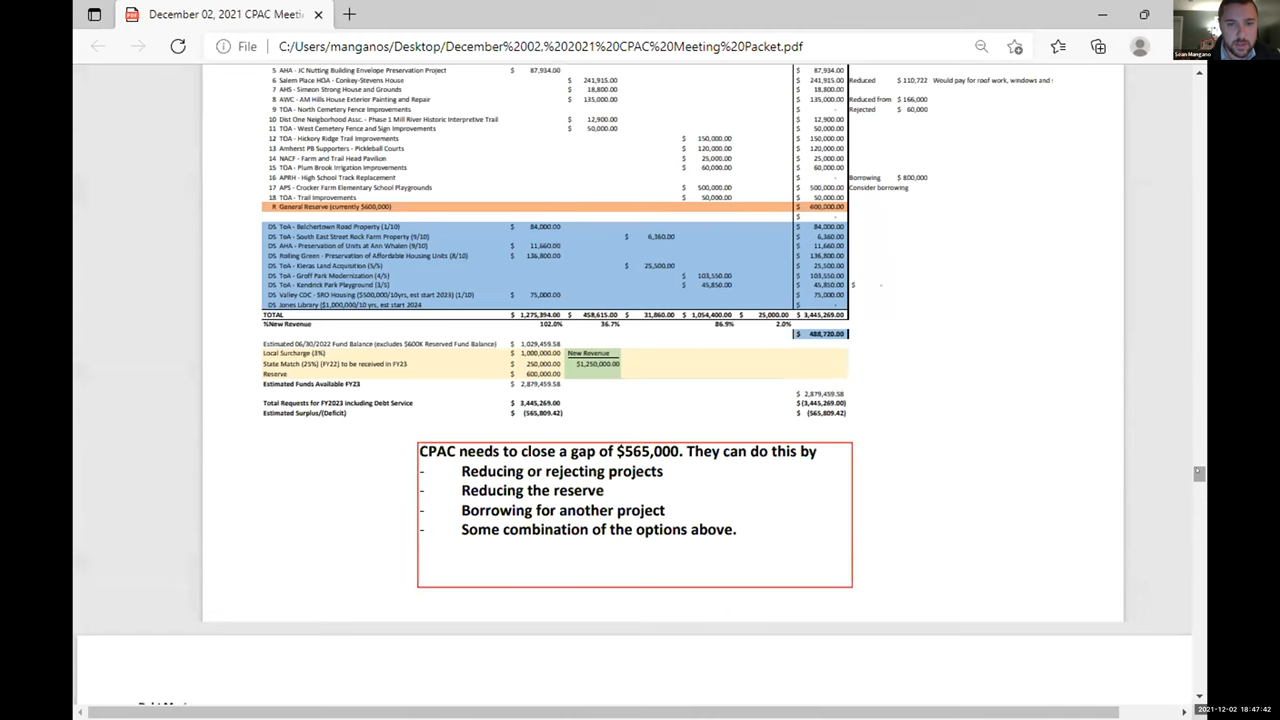 December 02, 2021 CPAC Meeti
File C:/Users/manganos/Desktop/December%2002,%202021%20CPAC%20Meeting%20Packet.pdf
Sean Mangano
5 AHA - JC Nutting Building Envelope Preservation Project $ 87,934.00 $ 87,934.00
6 Salem Place HOA - Conkey-Stevens House $ 241,915.00 $ 241,915.00 Reduced $ 110,722 Would pay for roof work, windows and
7 AHS - Simeon Strong House and Grounds $ 18,800.00 $ 18,800.00
8 AWC - AM Hills House Exterior Painting and Repair $ 135,000.00 $ 135,000.00 Reduced from $ 166,000
9 TOA - North Cemetery Fence Improvements $ - Rejected $ 60,000
10 Dist One Neigborhood Assc. - Phase 1 Mill River Historic Interpretive Trail $ 12,900.00 $ 12,900.00
11 TOA - West Cemetery Fence and Sign Improvements $ 50,000.00 $ 50,000.00
12 TOA - Hickory Ridge Trail Improvements $ 150,000.00 $ 150,000.00
13 Amherst PB Supporters - Pickleball Courts $ 120,000.00 $ 120,000.00
14 NACF - Farm and Trail Head Pavilion $ 25,000.00 $ 25,000.00
15 TOA - Plum Brook Irrigation Improvements $ 60,000.00 $ 60,000.00
16 APRH - High School Track Replacement $ - Borrowing $ 800,000
17 APS - Crocker Farm Elementary School Playgrounds $ 500,000.00 $ 500,000.00 Consider borrowing
18 TOA - Trail Improvements $ 50,000.00 $ 50,000.00
R General Reserve (currently $600,000) $ 600,000.00
$ -
DS ToA - Belchertown Road Property (1/10) $ 84,000.00 $ 84,000.00
DS ToA - South East Street Rock Farm Property (9/10) $ 6,360.00 $ 6,360.00
DS AHA - Preservation of Units at Ann Whalen (9/10) $ 11,660.00 $ 11,660.00
DS Rolling Green - Preservation of Affordable Housing Units (8/10) $ 136,800.00 $ 136,800.00
DS ToA - Kieras Land Acquisition (5/5) $ 25,500.00 $ 25,500.00
DS ToA - Groff Park Modernization (4/5) $ 103,550.00 $ 103,550.00
DS ToA - Kendrick Park Playground (3/5) $ 45,850.00 $ 45,850.00 $ -
DS Valley CDC - SRO Housing ($500,000/10yrs, est start 2023) (1/10) $ 75,000.00 $ 75,000.00
DS Jones Library ($1,000,000/10 yrs, est start 2024 $ -
TOTAL $ 1,275,394.00 $ 458,615.00 $ 31,860.00 $ 1,054,400.00 $ 25,000.00 $ 3,445,269.00
%New Revenue 102.0% 36.7% 86.9% 2.0%
$ 488,720.00
Estimated 06/30/2022 Fund Balance (excludes $600K Reserved Fund Balance) $ 1,029,459.58
Local Surcharge (3%) $ 1,000,000.00 New Revenue
State Match (25%) (FY22) to be received in FY23 $ 250,000.00 $1,250,000.00
Reserve $ 600,000.00
Estimated Funds Available FY23 $ 2,879,459.58
$ 2,879,459.58
Total Requests for FY2023 including Debt Service $ 3,445,269.00 $ (3,445,269.00)
Estimated Surplus/(Deficit) $ (565,809.42) $ (565,809.42)
CPAC needs to close a gap of $565,000. They can do this by
- Reducing or rejecting projects
- Reducing the reserve
- Borrowing for another project
- Some combination of the options above.
2021-12-02 18:47:42